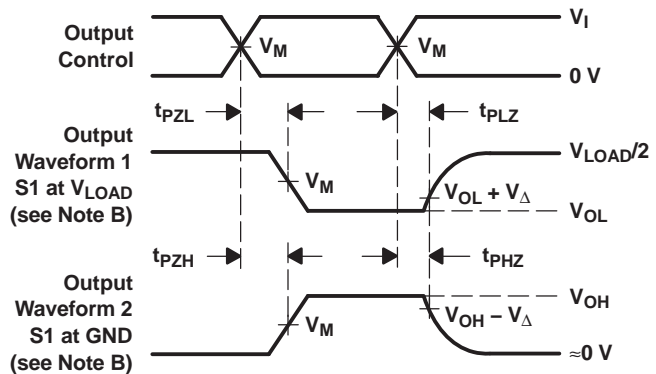 Output
Control
V_M
V_M
V_I
0 V
t_PZL
t_PLZ
Output
Waveform 1
S1 at V_LOAD
(see Note B)
V_M
V_LOAD/2
V_OL + V_Δ
V_OL
t_PZH
t_PHZ
Output
Waveform 2
S1 at GND
(see Note B)
V_M
V_OH
V_OH − V_Δ
≈0 V